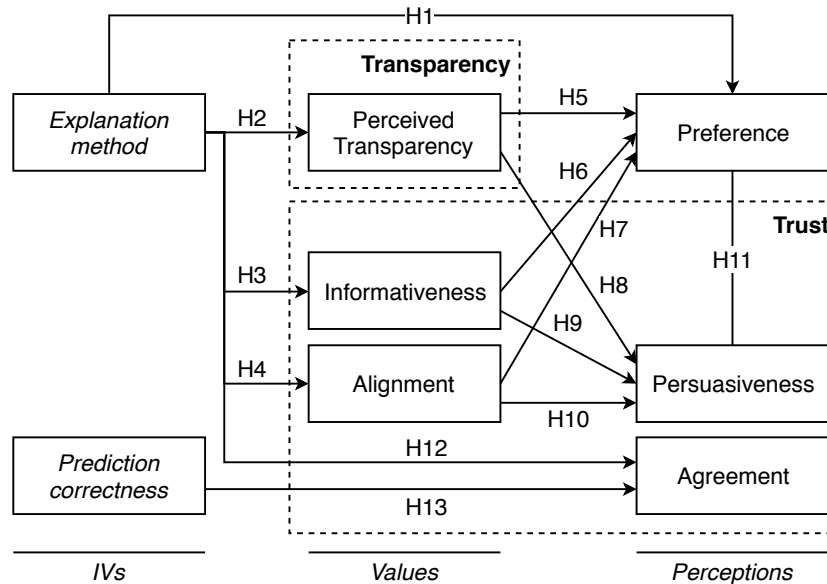 H1
Transparency
Explanation
method
H2
Perceived
Transparency
H5
Preference
H6
H7
Trust
H3
Informativeness
H8
H11
H9
H4
Alignment
Persuasiveness
H10
Prediction
correctness
H12
Agreement
H13
IVs
Values
Perceptions